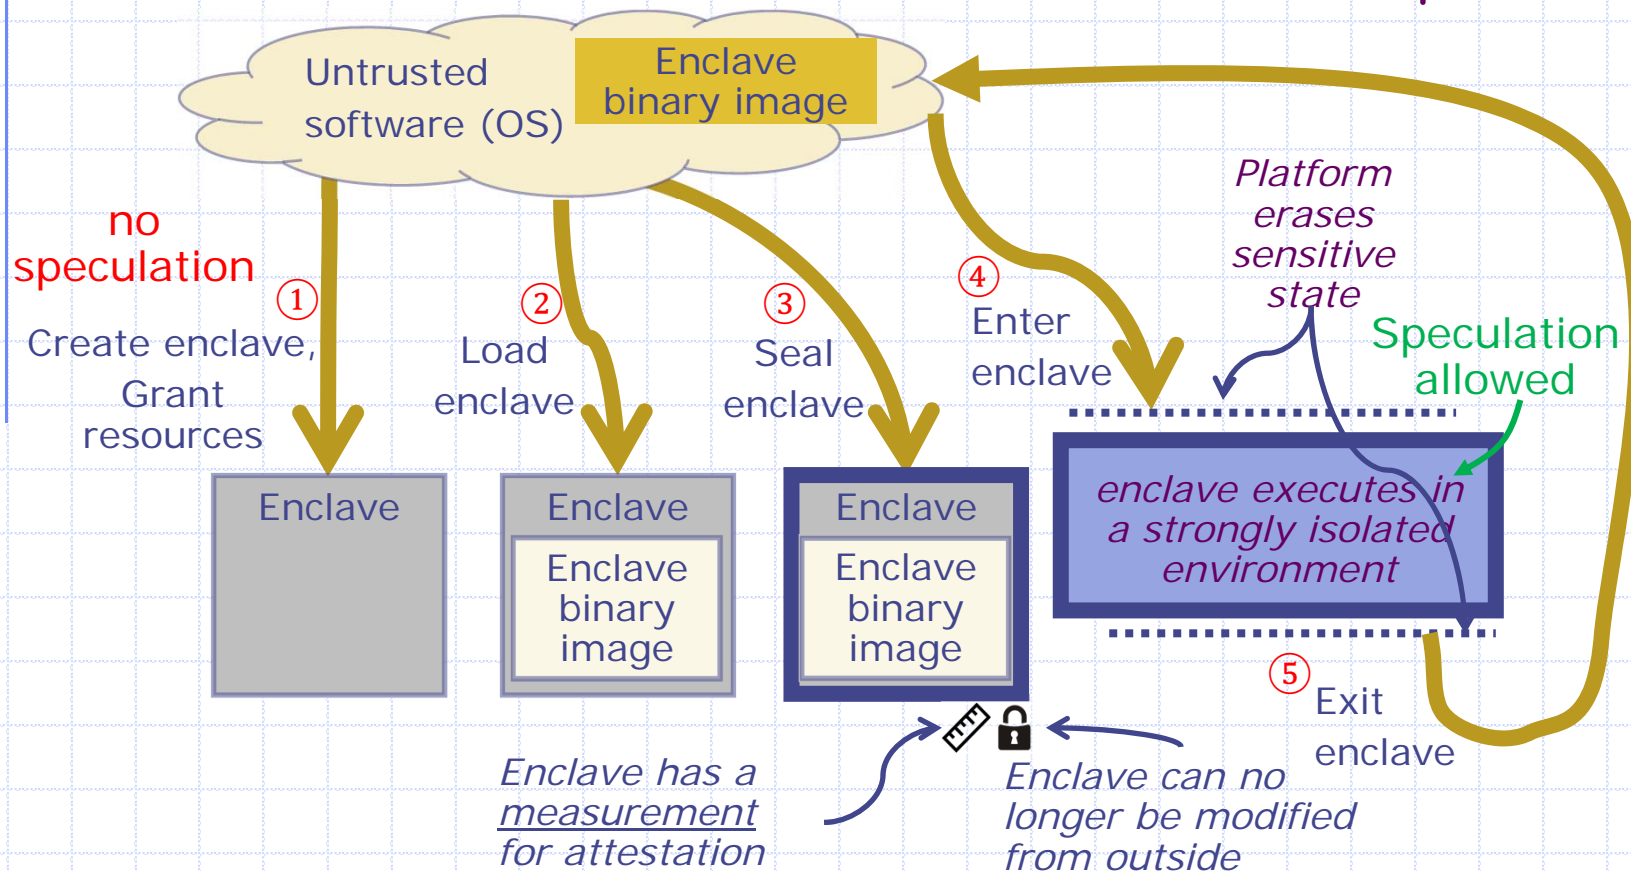 Untrusted
software (OS)
Enclave
binary image
no
speculation
①
Create enclave,
Grant
resources
②
Load
enclave
③
Seal
enclave
④
Enter
enclave
Platform
erases
sensitive
state
Speculation
allowed
Enclave
Enclave
Enclave
binary
image
Enclave
Enclave
binary
image
enclave executes in
a strongly isolated
environment
⑤
Exit
enclave
Enclave has a
measurement
for attestation
Enclave can no
longer be modified
from outside